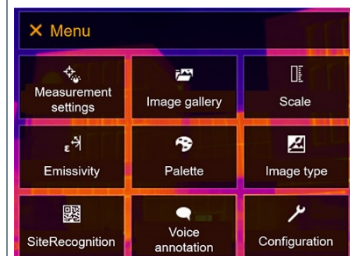 Menu
Measurement
settings
Image gallery
Scale
ε
Emissivity
Palette
Image type
SiteRecognition
Voice
annotation
Configuration